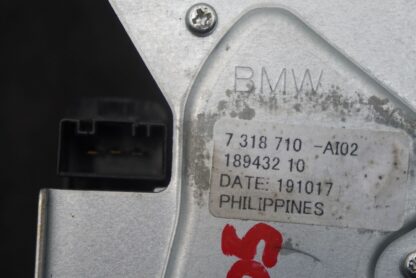 BMW
7 318 710 -AI02
189432 10
DATE: 191017
PHILIPPINES